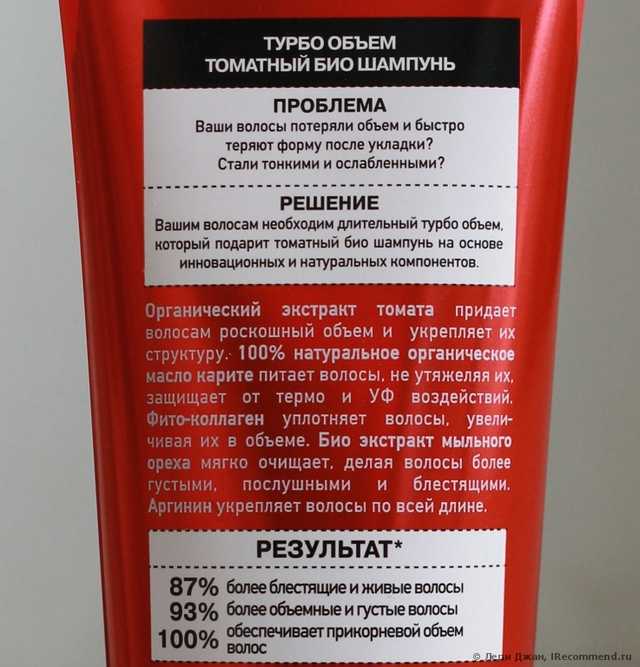 ТУРБО ОБЪЕМ
ТОМАТНЫЙ БИО ШАМПУНЬ
ПРОБЛЕМА
Ваши волосы потеряли объем и быстро
теряют форму после укладки?
Стали тонкими и ослабленными?
РЕШЕНИЕ
Вашим волосам необходим длительный турбо объем,
который подарит томатный био шампунь на основе
инновационных и натуральных компонентов.
Органический экстракт томата придает
волосам роскошный объем и укрепляет их
структуру. 100% натуральное органическое
масло карите питает волосы, не утяжеляя их,
защищает от термо и УФ воздействий.
Фито-коллаген уплотняет волосы, увели-
чивая их в объеме. Био экстракт мыльного
ореха мягко очищает, делая волосы более
густыми, послушными и блестящими.
Аргинин укрепляет волосы по всей длине.
РЕЗУЛЬТАТ*
87% более блестящие и живые волосы
93% более объемные и густые волосы
100% обеспечивает прикорневой объем
волос
© Леди Джан, IRecommend.ru